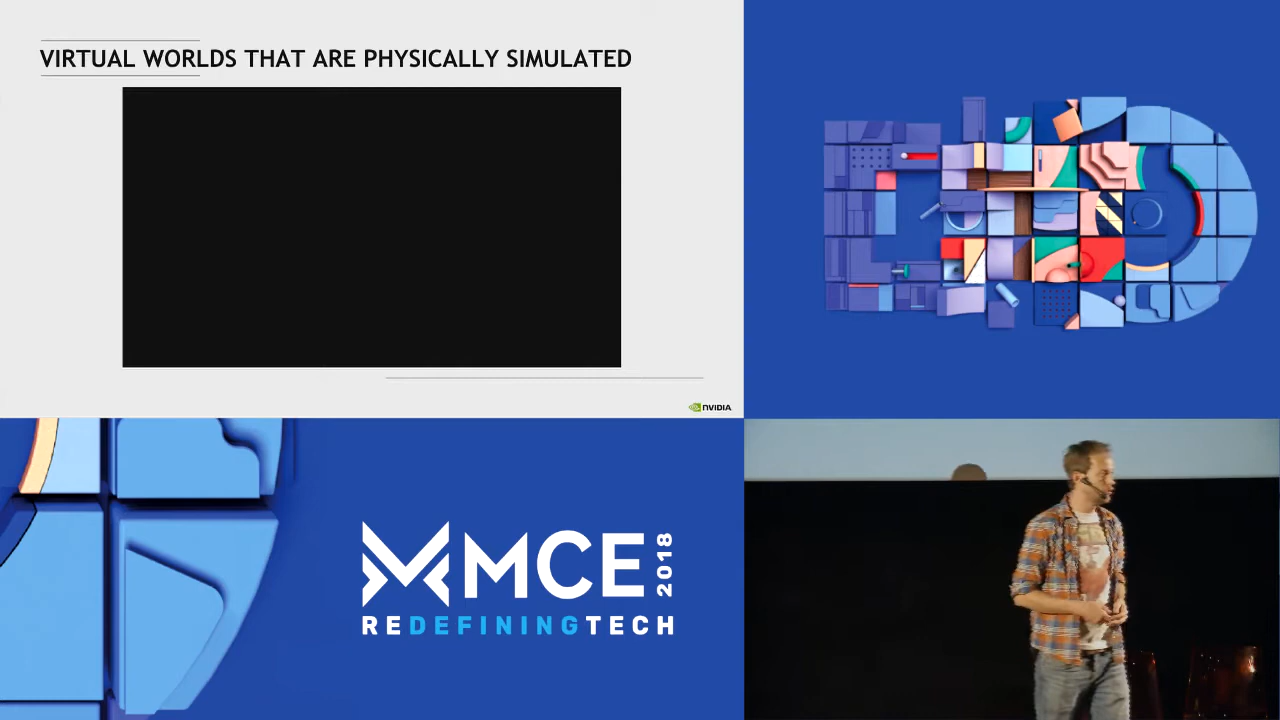 VIRTUAL WORLDS THAT ARE PHYSICALLY SIMULATED
NVIDIA
MCE 2018
REDEFININGTECH